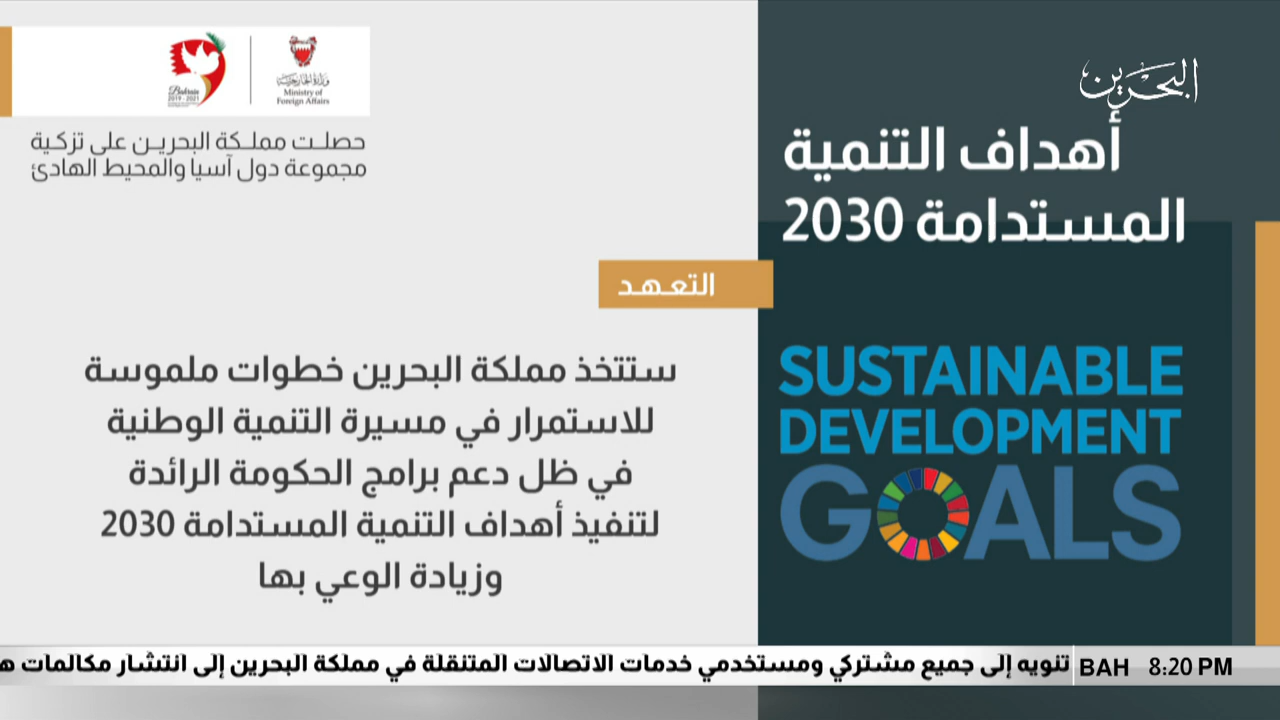 البحرين
أهداف التنمية
المستدامة 2030
SUSTAINABLE
DEVELOPMENT
GOALS
Bahrain
2019 - 2021
وزارة الخارجية
Ministry of
Foreign Affairs
حصلت مملكة البحرين على تزكية
مجموعة دول آسيا والمحيط الهادئ
التعهد
ستتخذ مملكة البحرين خطوات ملموسة
للاستمرار في مسيرة التنمية الوطنية
في ظل دعم برامج الحكومة الرائدة
لتنفيذ أهداف التنمية المستدامة 2030
وزيادة الوعي بها
تنويه إلى جميع مشتركي ومستخدمي خدمات الاتصالات المتنقلة في مملكة البحرين إلى انتشار مكالمات
BAH 8:20 PM